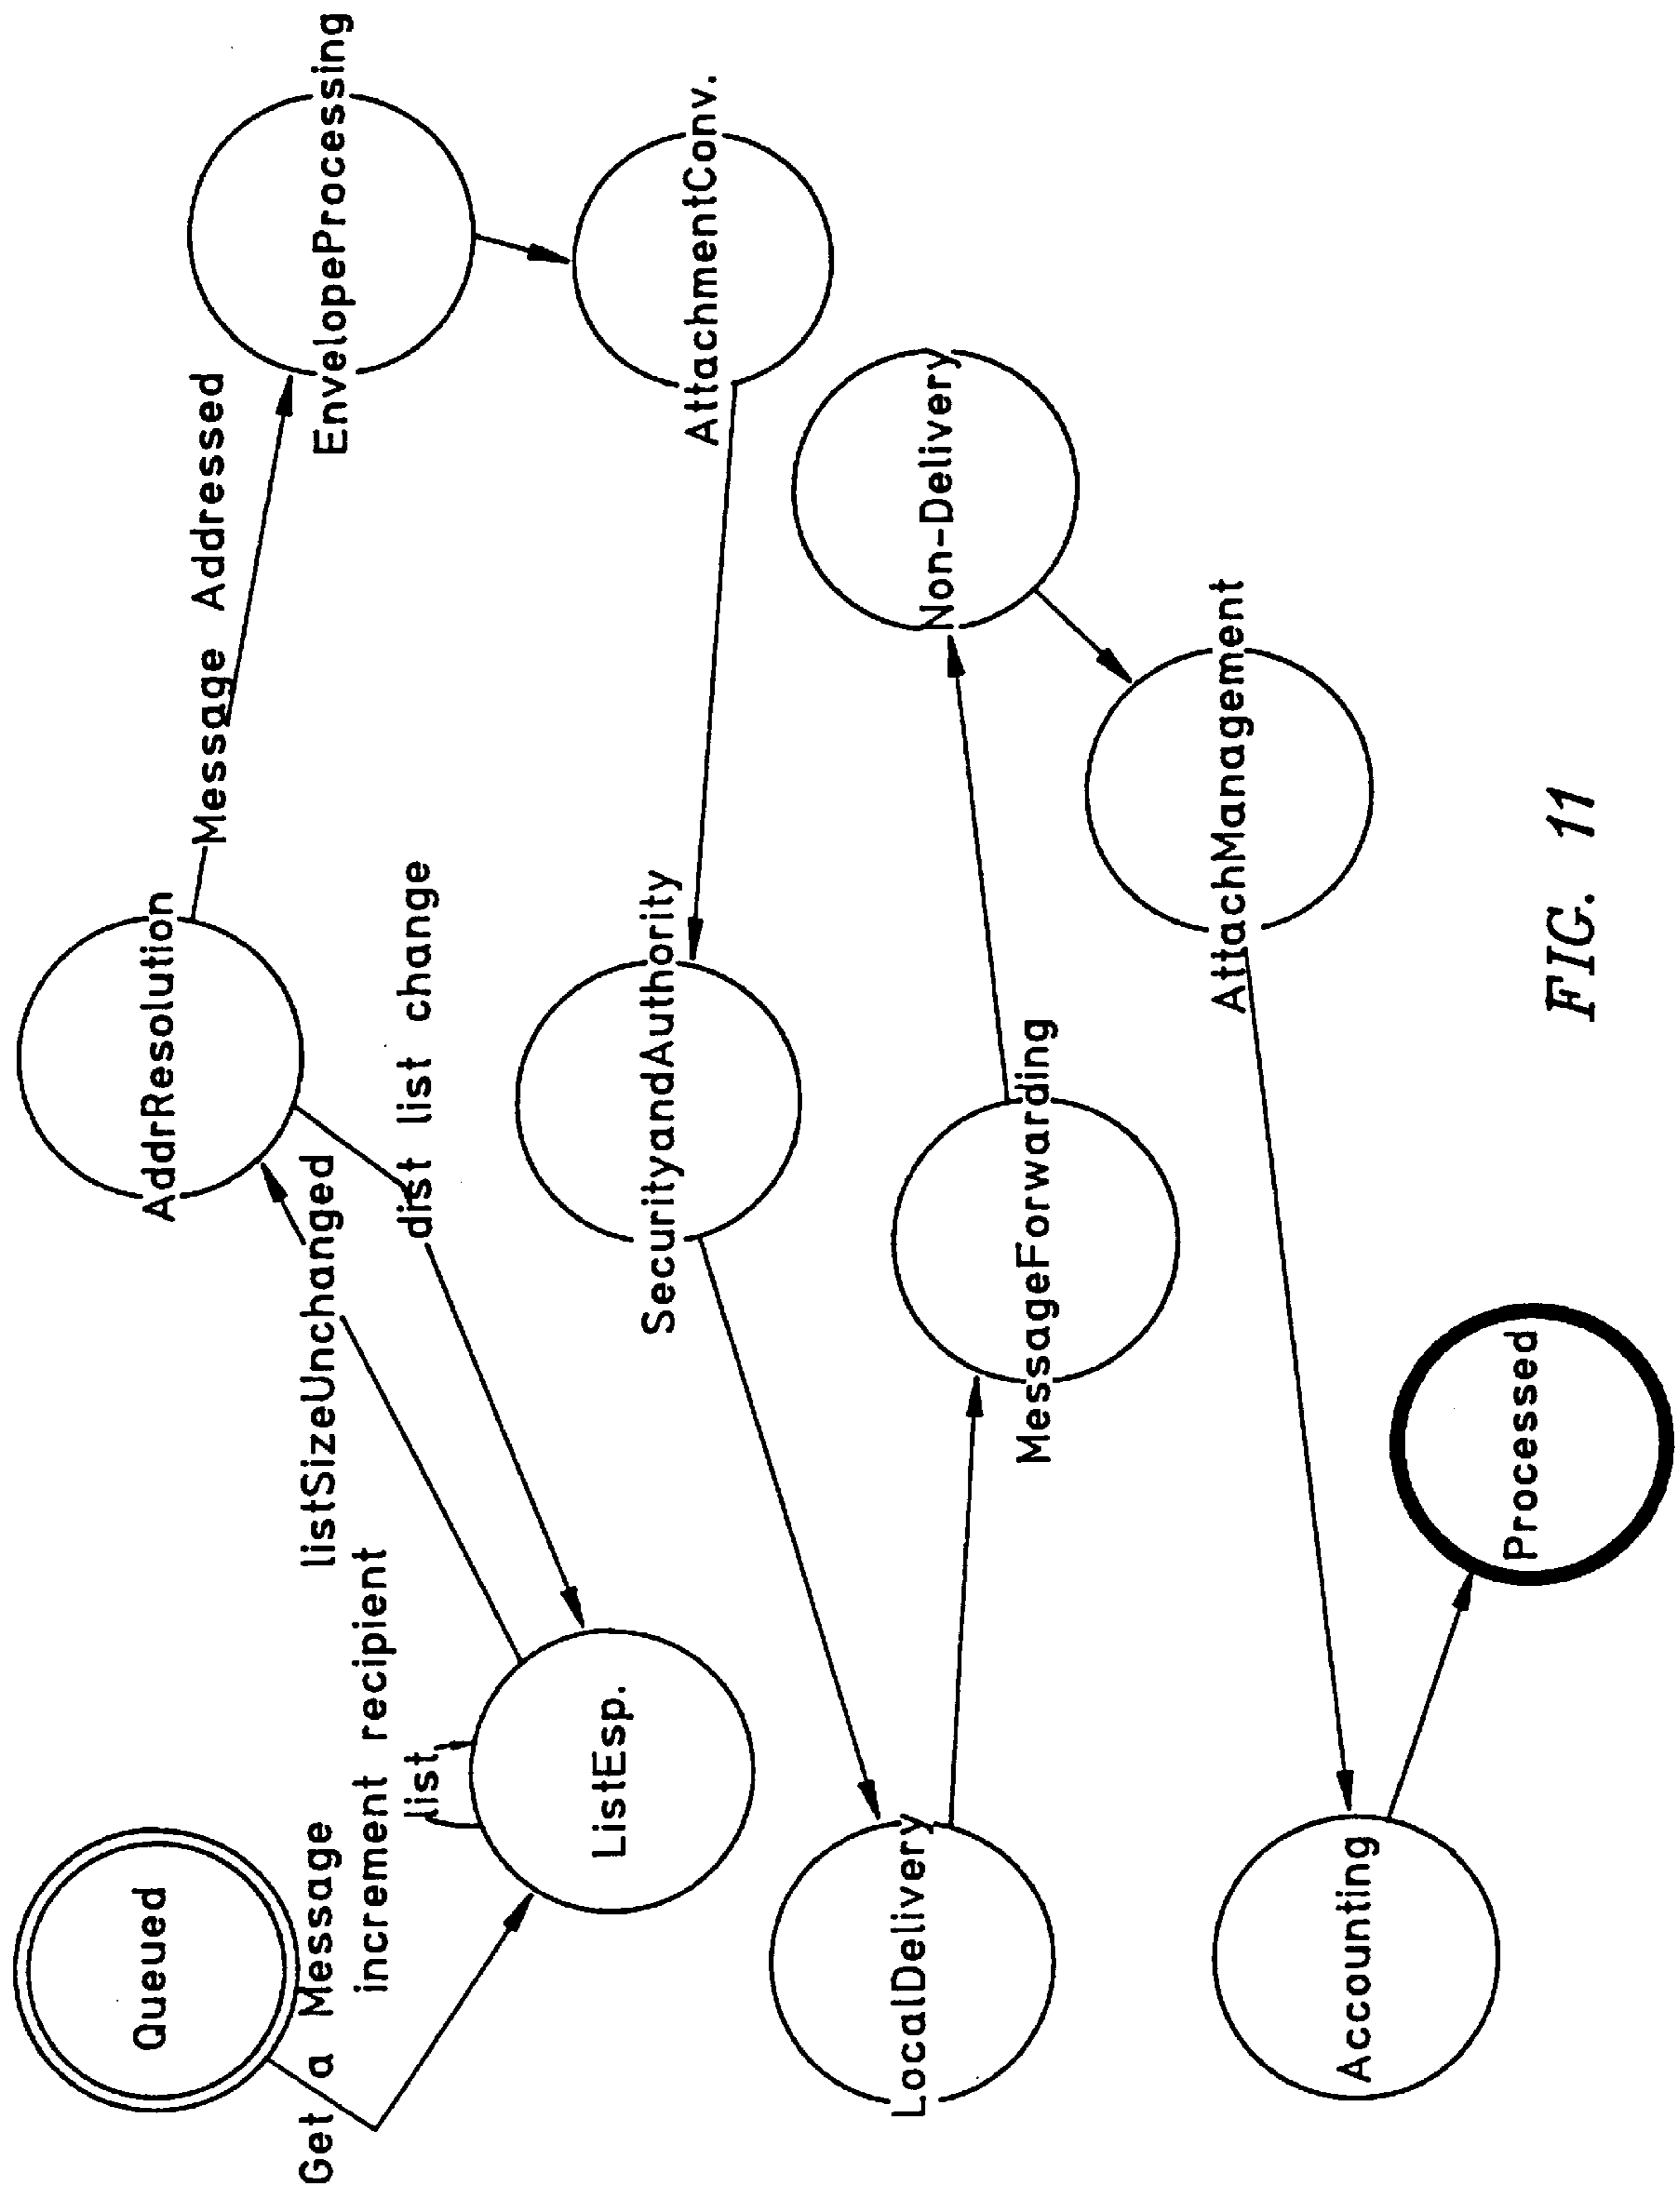 Queued
Get a Message
increment recipient
list
ListEsp.
listSizeUnchanged
AddrResolution
dist list change
Message Addressed
EnvelopeProcessing
AttachmentConv.
SecurityandAuthority
LocalDelivery
MessageForwarding
Non-Delivery
AttachManagement
Accounting
Processed
FIG. 11